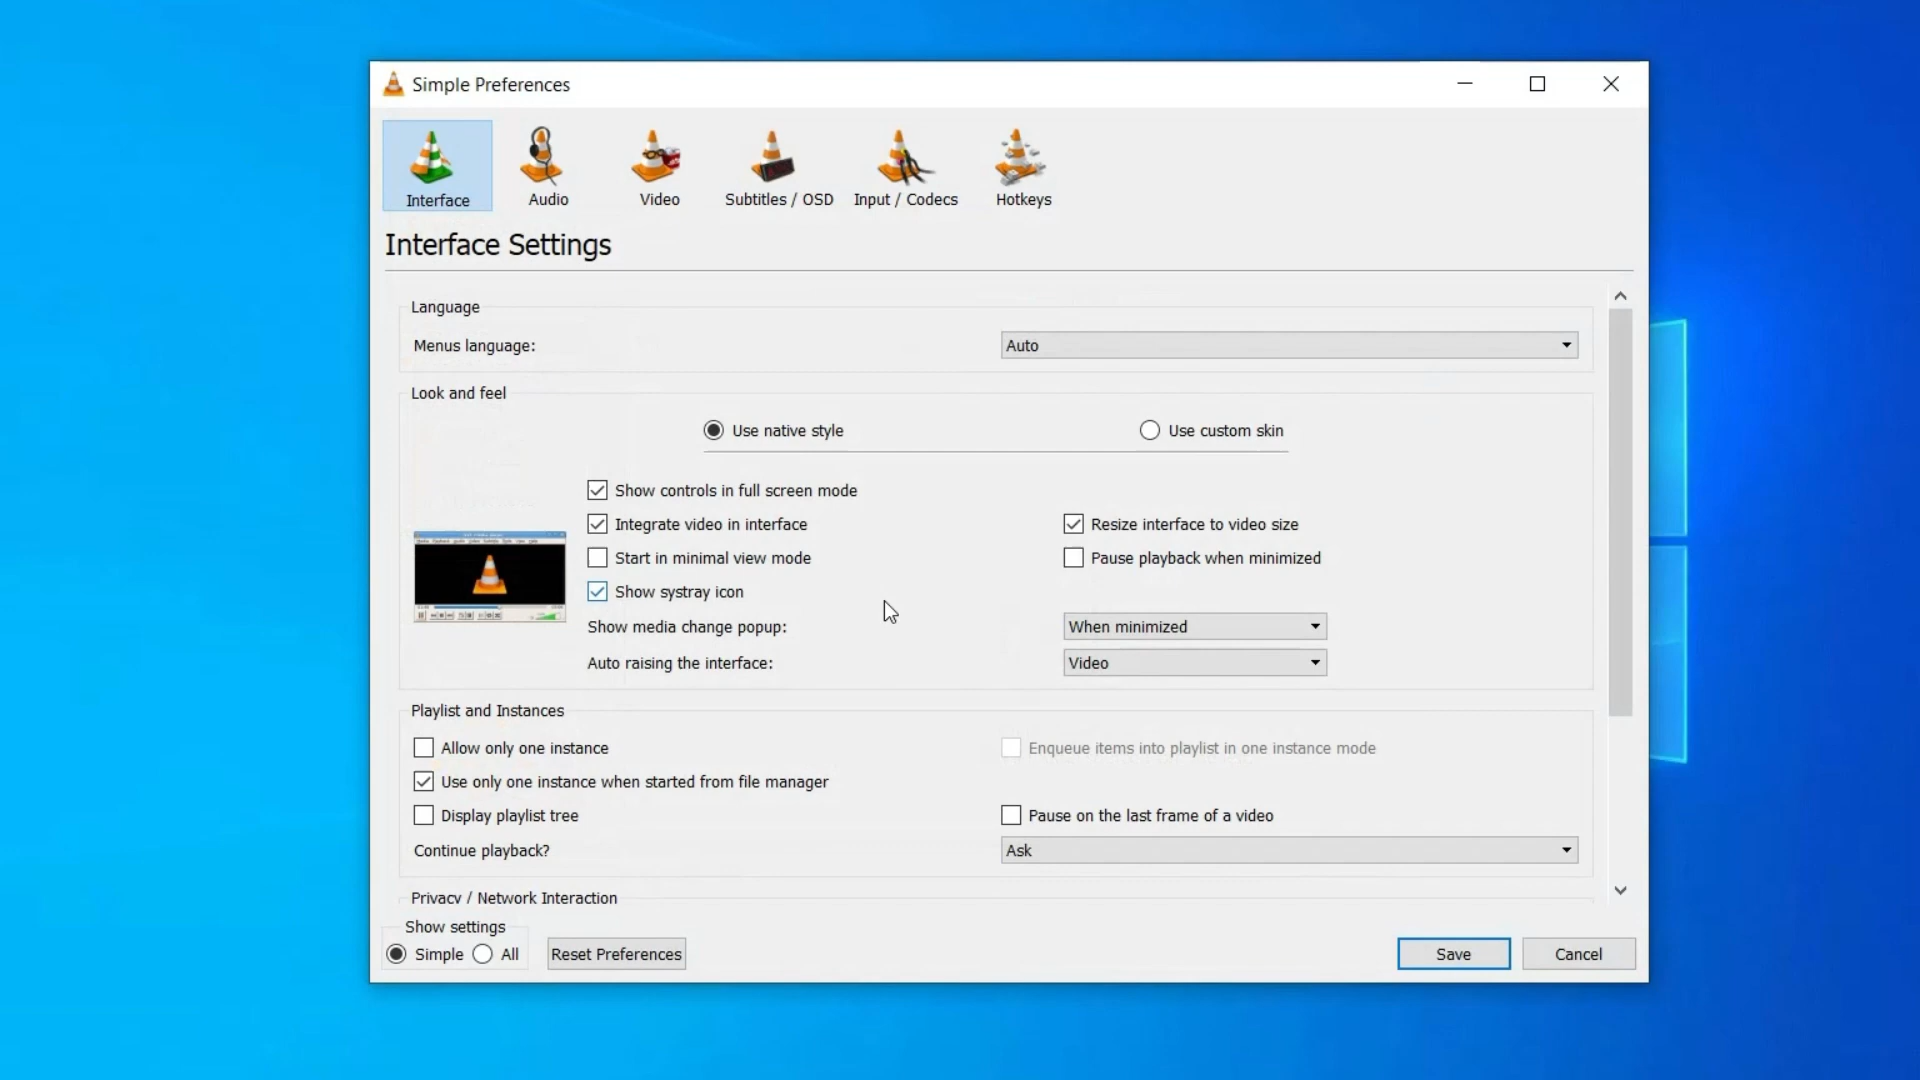 Simple Preferences
Interface Audio Video Subtitles / OSD Input / Codecs Hotkeys
Interface Settings
Language
Menus language: Auto
Look and feel
Use native style Use custom skin
Show controls in full screen mode
Integrate video in interface Resize interface to video size
Start in minimal view mode Pause playback when minimized
Show systray icon
Show media change popup: When minimized
Auto raising the interface: Video
Playlist and Instances
Allow only one instance Enqueue items into playlist in one instance mode
Use only one instance when started from file manager
Display playlist tree Pause on the last frame of a video
Continue playback? Ask
Privacy / Network Interaction
Show settings
Simple All Reset Preferences Save Cancel